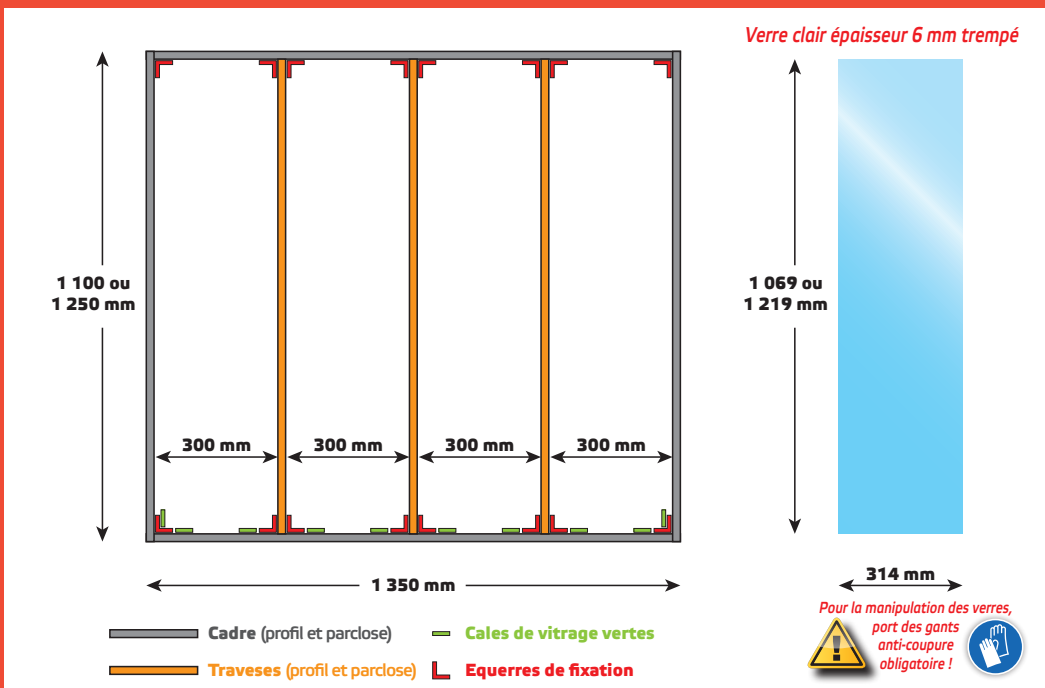 Verre clair épaisseur 6 mm trempé
1 100 ou
1 250 mm
1 069 ou
1 219 mm
300 mm
300 mm
300 mm
300 mm
1 350 mm
314 mm
Cadre (profil et parclose)
Cales de vitrage vertes
Traveses (profil et parclose)
Equerres de fixation
Pour la manipulation des verres,
port des gants
anti-coupure
obligatoire !